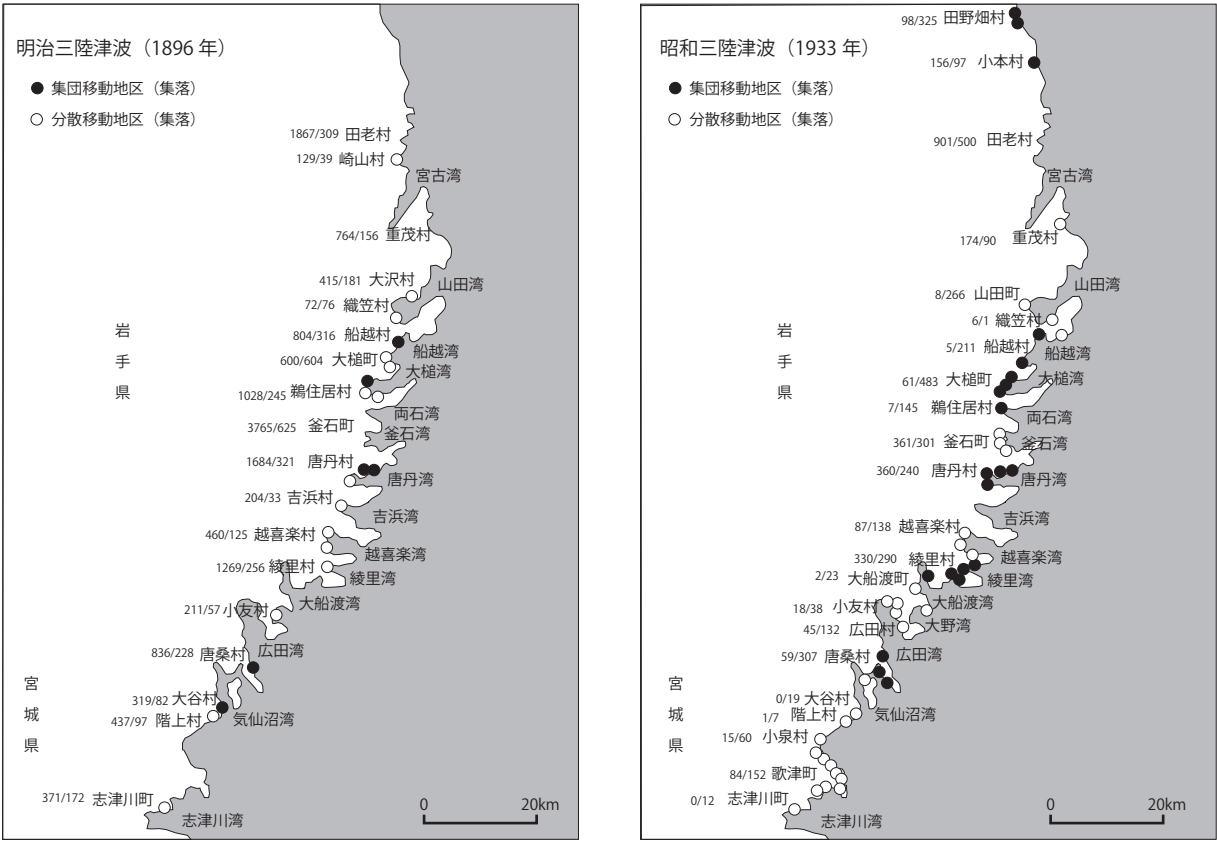 明治三陸津波（1896 年）
集団移動地区（集落）
分散移動地区（集落）
1867/309 田老村
129/39 崎山村
宮古湾
764/156 重茂村
415/181 大沢村
山田湾
72/76 織笠村
804/316 船越村
船越湾
600/604 大槌町
大槌湾
1028/245 鵜住居村
両石湾
3765/625 釜石町
釜石湾
1684/321 唐丹村
唐丹湾
204/33 吉浜村
吉浜湾
460/125 越喜楽村
越喜楽湾
1269/256 綾里村
綾里湾
大船渡湾
211/57 小友村
広田湾
836/228 唐桑村
319/82 大谷村
437/97 階上村
気仙沼湾
371/172 志津川町
志津川湾
岩手県
宮城県
0 20km
昭和三陸津波（1933 年）
集団移動地区（集落）
分散移動地区（集落）
98/325 田野畑村
156/97 小本村
901/500 田老村
宮古湾
174/90 重茂村
山田湾
8/266 山田町
6/1 織笠村
5/211 船越村
船越湾
61/483 大槌町
大槌湾
7/145 鵜住居村
両石湾
361/301 釜石町
釜石湾
360/240 唐丹村
唐丹湾
吉浜湾
87/138 越喜楽村
越喜楽湾
330/290 綾里村
綾里湾
2/23 大船渡町
大船渡湾
18/38 小友村
45/132 広田村
大野湾
59/307 唐桑村
広田湾
0/19 大谷村
1/7 階上村
気仙沼湾
15/60 小泉村
84/152 歌津町
0/12 志津川町
志津川湾
岩手県
宮城県
0 20km